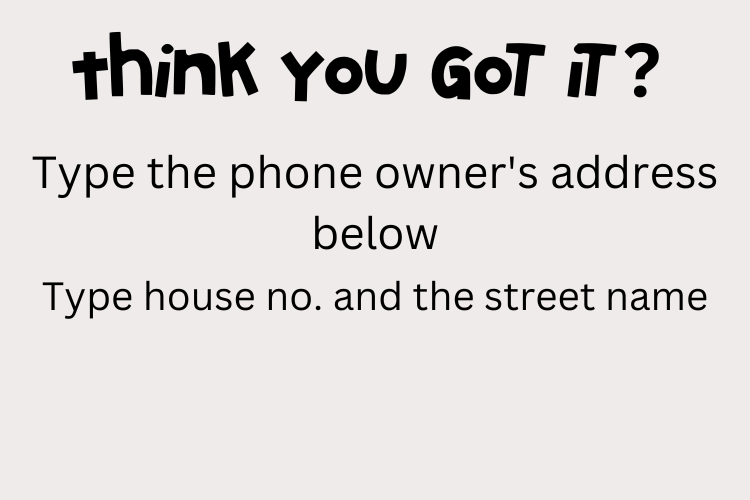 think you got it?
Type the phone owner's address
below
Type house no. and the street name